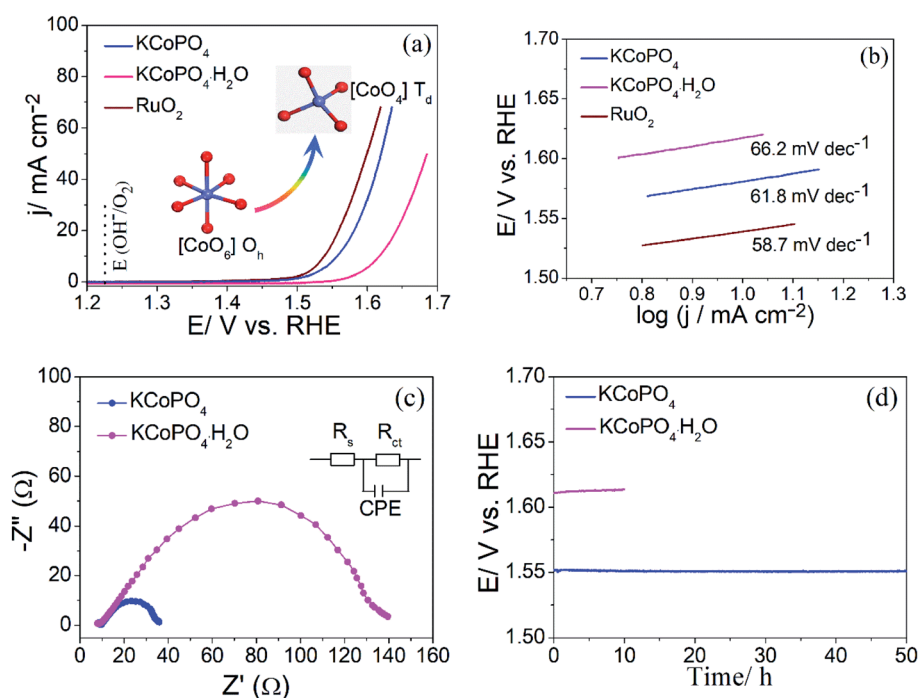 (a)
KCoPO₄
KCoPO₄·H₂O
RuO₂
[CoO₄] T_d
[CoO₆] O_h
E (OH⁻/O₂)
j/ mA cm⁻²
100
80
60
40
20
0
1.2 1.3 1.4 1.5 1.6 1.7
E/ V vs. RHE
(b)
KCoPO₄
KCoPO₄·H₂O
RuO₂
66.2 mV dec⁻¹
61.8 mV dec⁻¹
58.7 mV dec⁻¹
E/ V vs. RHE
1.70
1.65
1.60
1.55
1.50
0.7 0.8 0.9 1.0 1.1 1.2 1.3
log (j / mA cm⁻²)
(c)
KCoPO₄
KCoPO₄·H₂O
R_s R_ct
CPE
-Z" (Ω)
100
80
60
40
20
0
0 20 40 60 80 100 120 140 160
Z' (Ω)
(d)
KCoPO₄
KCoPO₄·H₂O
E/ V vs. RHE
1.70
1.65
1.60
1.55
1.50
0 10 20 30 40 50
Time/ h